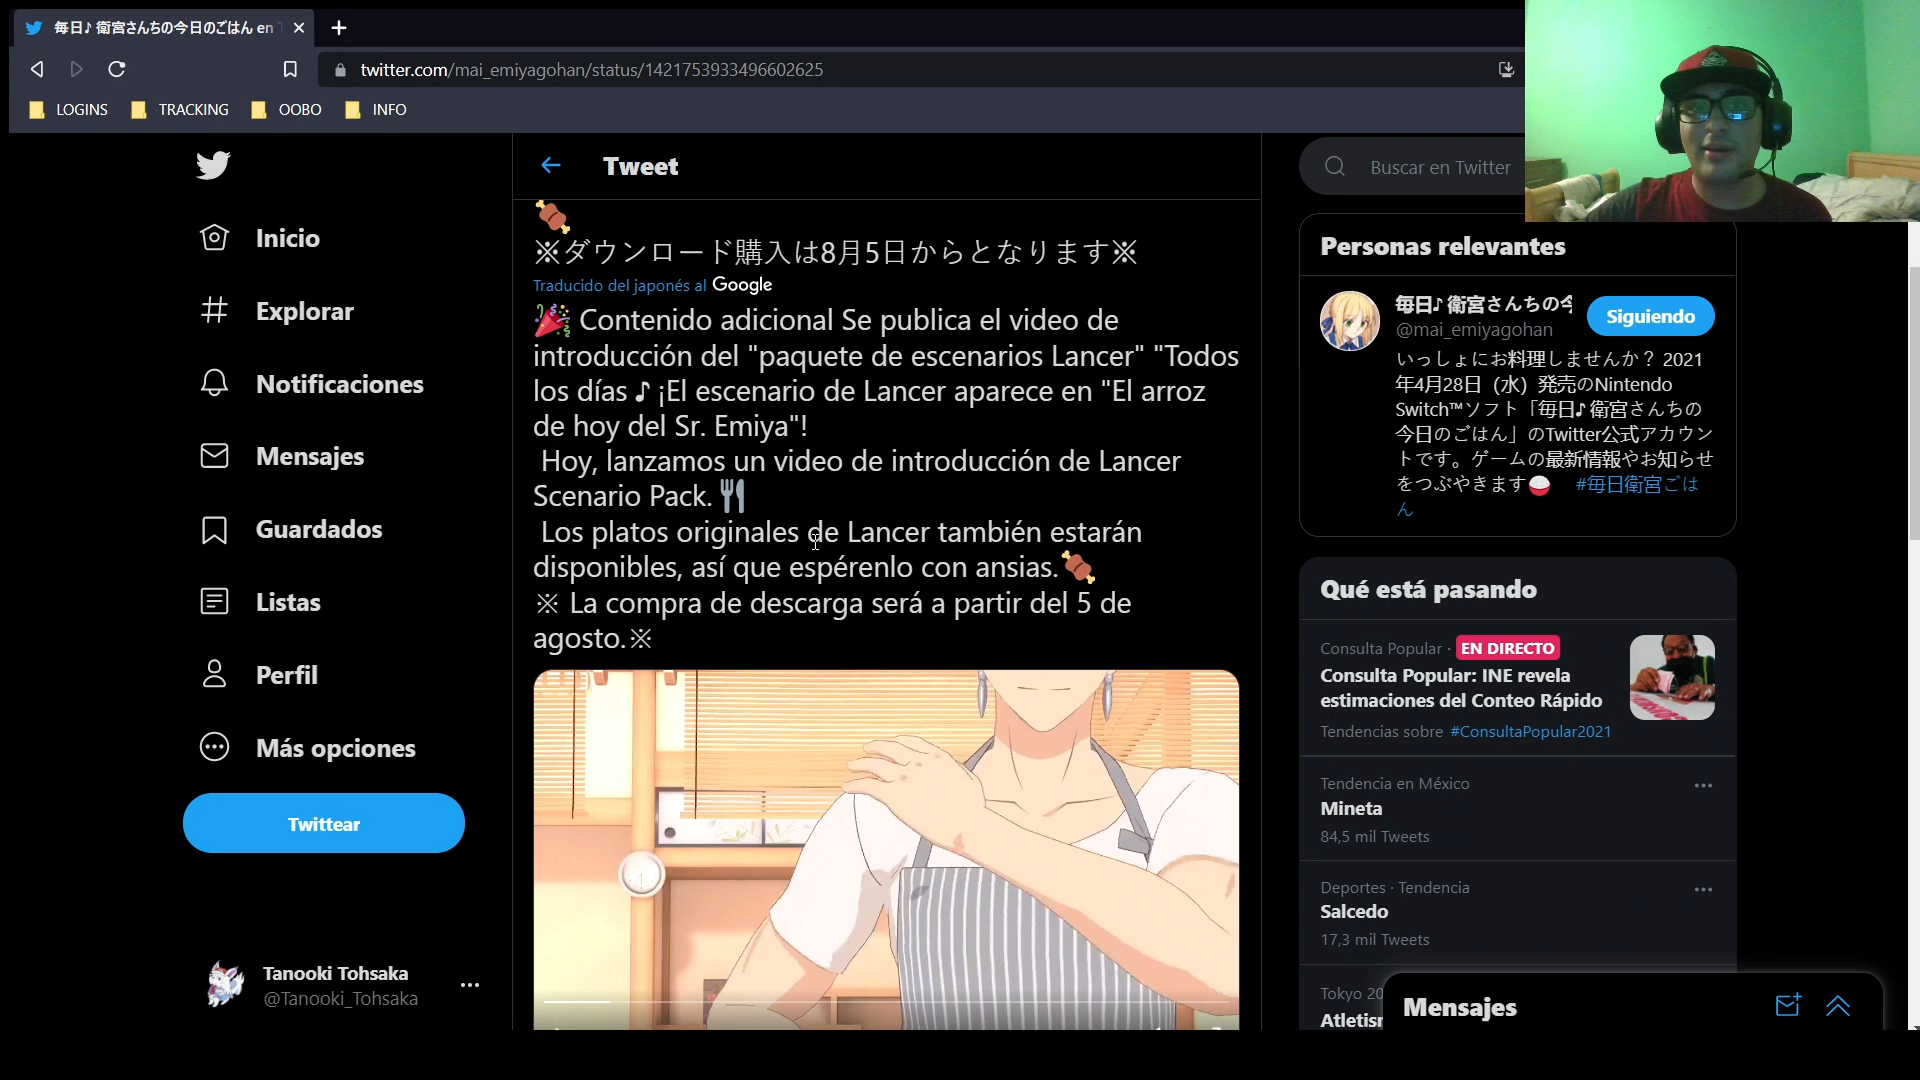 毎日♪ 衛宮さんちの今日のごはん en
twitter.com/mai_emiyagohan/status/1421753933496602625
LOGINS
TRACKING
OOBO
INFO
Inicio
Explorar
Notificaciones
Mensajes
Guardados
Listas
Perfil
Más opciones
Twittear
Tanooki Tohsaka
@Tanooki_Tohsaka
Tweet
🍖
※ダウンロード購入は8月5日からとなります※
Traducido del japonés al Google
🎉 Contenido adicional Se publica el video de
introducción del "paquete de escenarios Lancer" "Todos
los días ♪ ¡El escenario de Lancer aparece en "El arroz
de hoy del Sr. Emiya"!
Hoy, lanzamos un video de introducción de Lancer
Scenario Pack.🍴
Los platos originales de Lancer también estarán
disponibles, así que espérenlo con ansias.🍖
※ La compra de descarga será a partir del 5 de
agosto.※
Buscar en Twitter
Personas relevantes
毎日♪ 衛宮さんちの今
@mai_emiyagohan
Siguiendo
いっしょにお料理しませんか？ 2021
年4月28日（水）発売のNintendo
Switch™ソフト「毎日♪ 衛宮さんちの
今日のごはん」のTwitter公式アカウン
トです。ゲームの最新情報やお知らせ
をつぶやきます🍚 #毎日衛宮ごは
ん
Qué está pasando
Consulta Popular · EN DIRECTO
Consulta Popular: INE revela
estimaciones del Conteo Rápido
Tendencias sobre #ConsultaPopular2021
Tendencia en México
Mineta
84,5 mil Tweets
Deportes · Tendencia
Salcedo
17,3 mil Tweets
Tokyo 20
Atletis
Mensajes